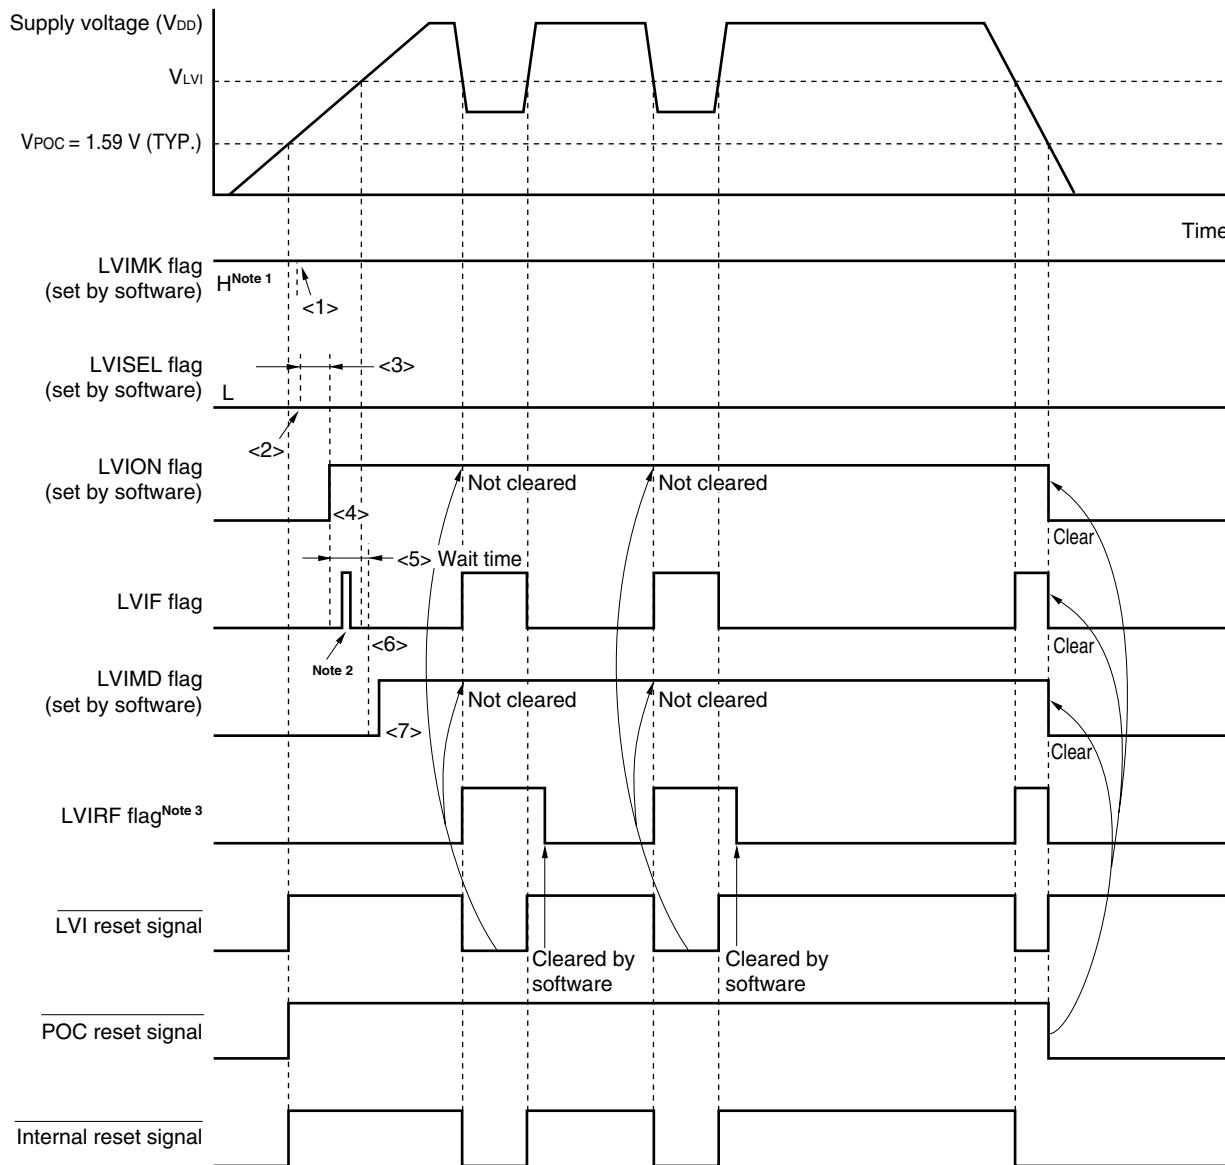 Supply voltage (VDD)
VLVI
VPOC = 1.59 V (TYP.)
Time
LVIMK flag
(set by software)
H Note 1
<1>
LVISEL flag
(set by software)
<3>
L
<2>
LVION flag
(set by software)
Not cleared
Not cleared
<4>
Clear
<5> Wait time
LVIF flag
Note 2
<6>
Clear
LVIMD flag
(set by software)
Not cleared
Not cleared
<7>
Clear
LVIRF flag Note 3
LVI reset signal
Cleared by
software
Cleared by
software
POC reset signal
Internal reset signal